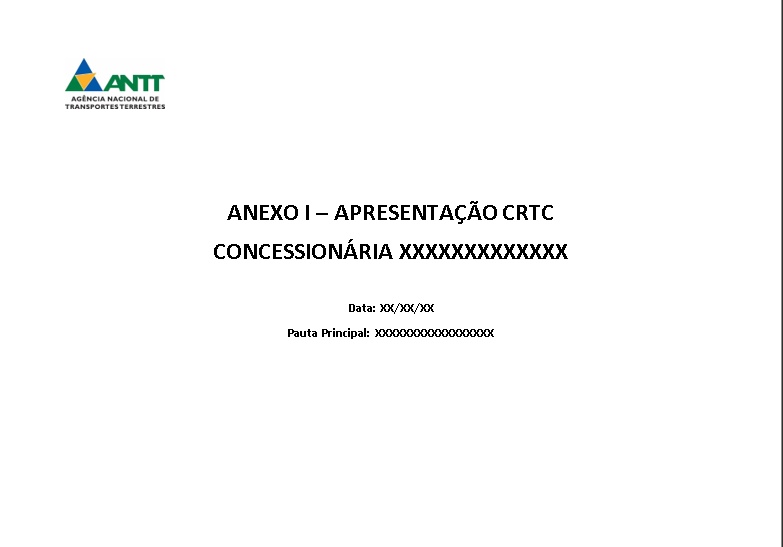 ANTT
AGÊNCIA NACIONAL DE
TRANSPORTES TERRESTRES
ANEXO I – APRESENTAÇÃO CRTC
CONCESSIONÁRIA XXXXXXXXXXXXX
Data: XX/XX/XX
Pauta Principal: XXXXXXXXXXXXXXXXX